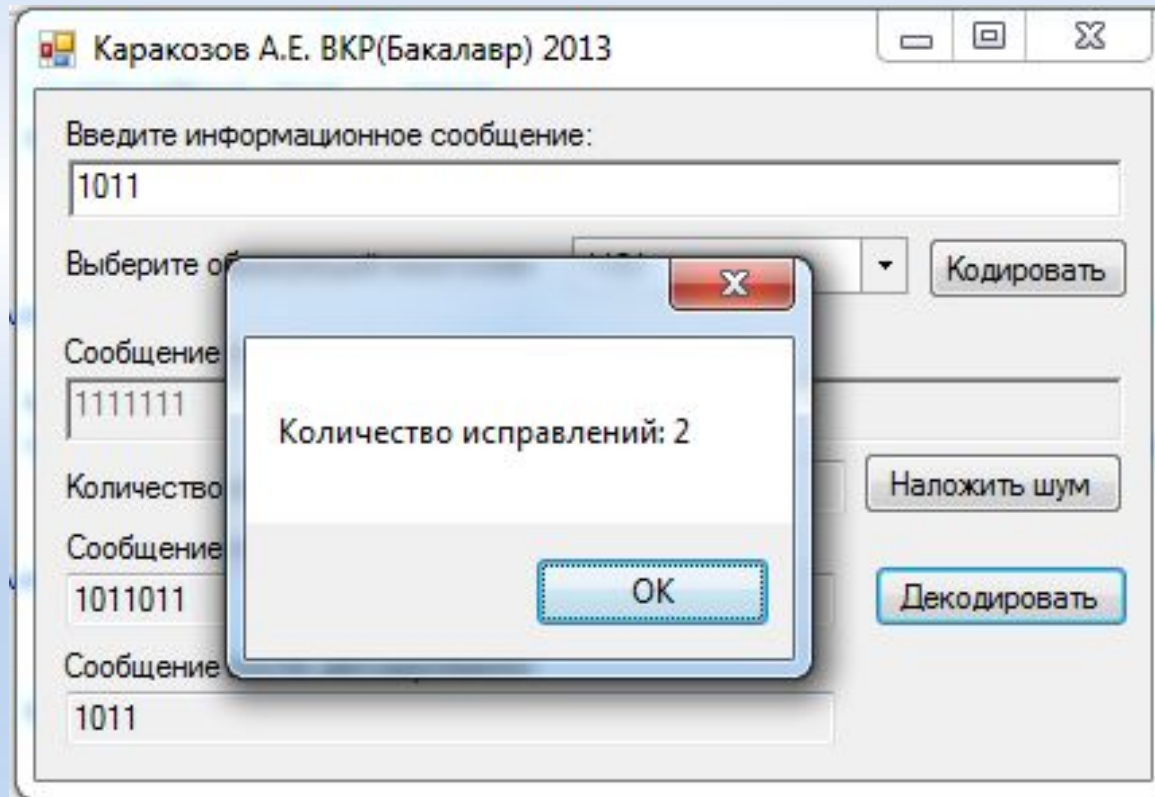 Каракозов А.Е. ВКР(Бакалавр) 2013
Введите информационное сообщение:
1011
Выберите
Кодировать
Сообщение
1111111
Количество исправлений: 2
Количество
Наложить шум
Сообщение
1011011
OK
Декодировать
Сообщение
1011